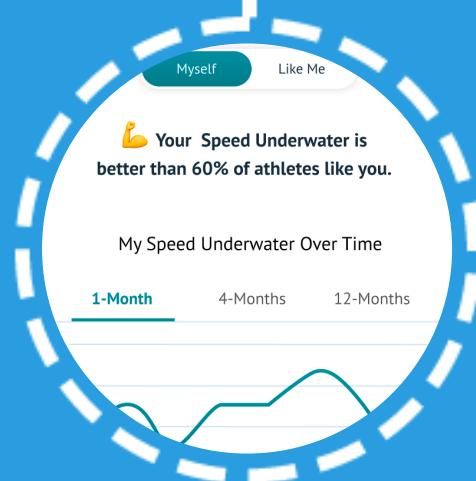 Myself Like Me
💪 Your Speed Underwater is
better than 60% of athletes like you.
My Speed Underwater Over Time
1-Month 4-Months 12-Months